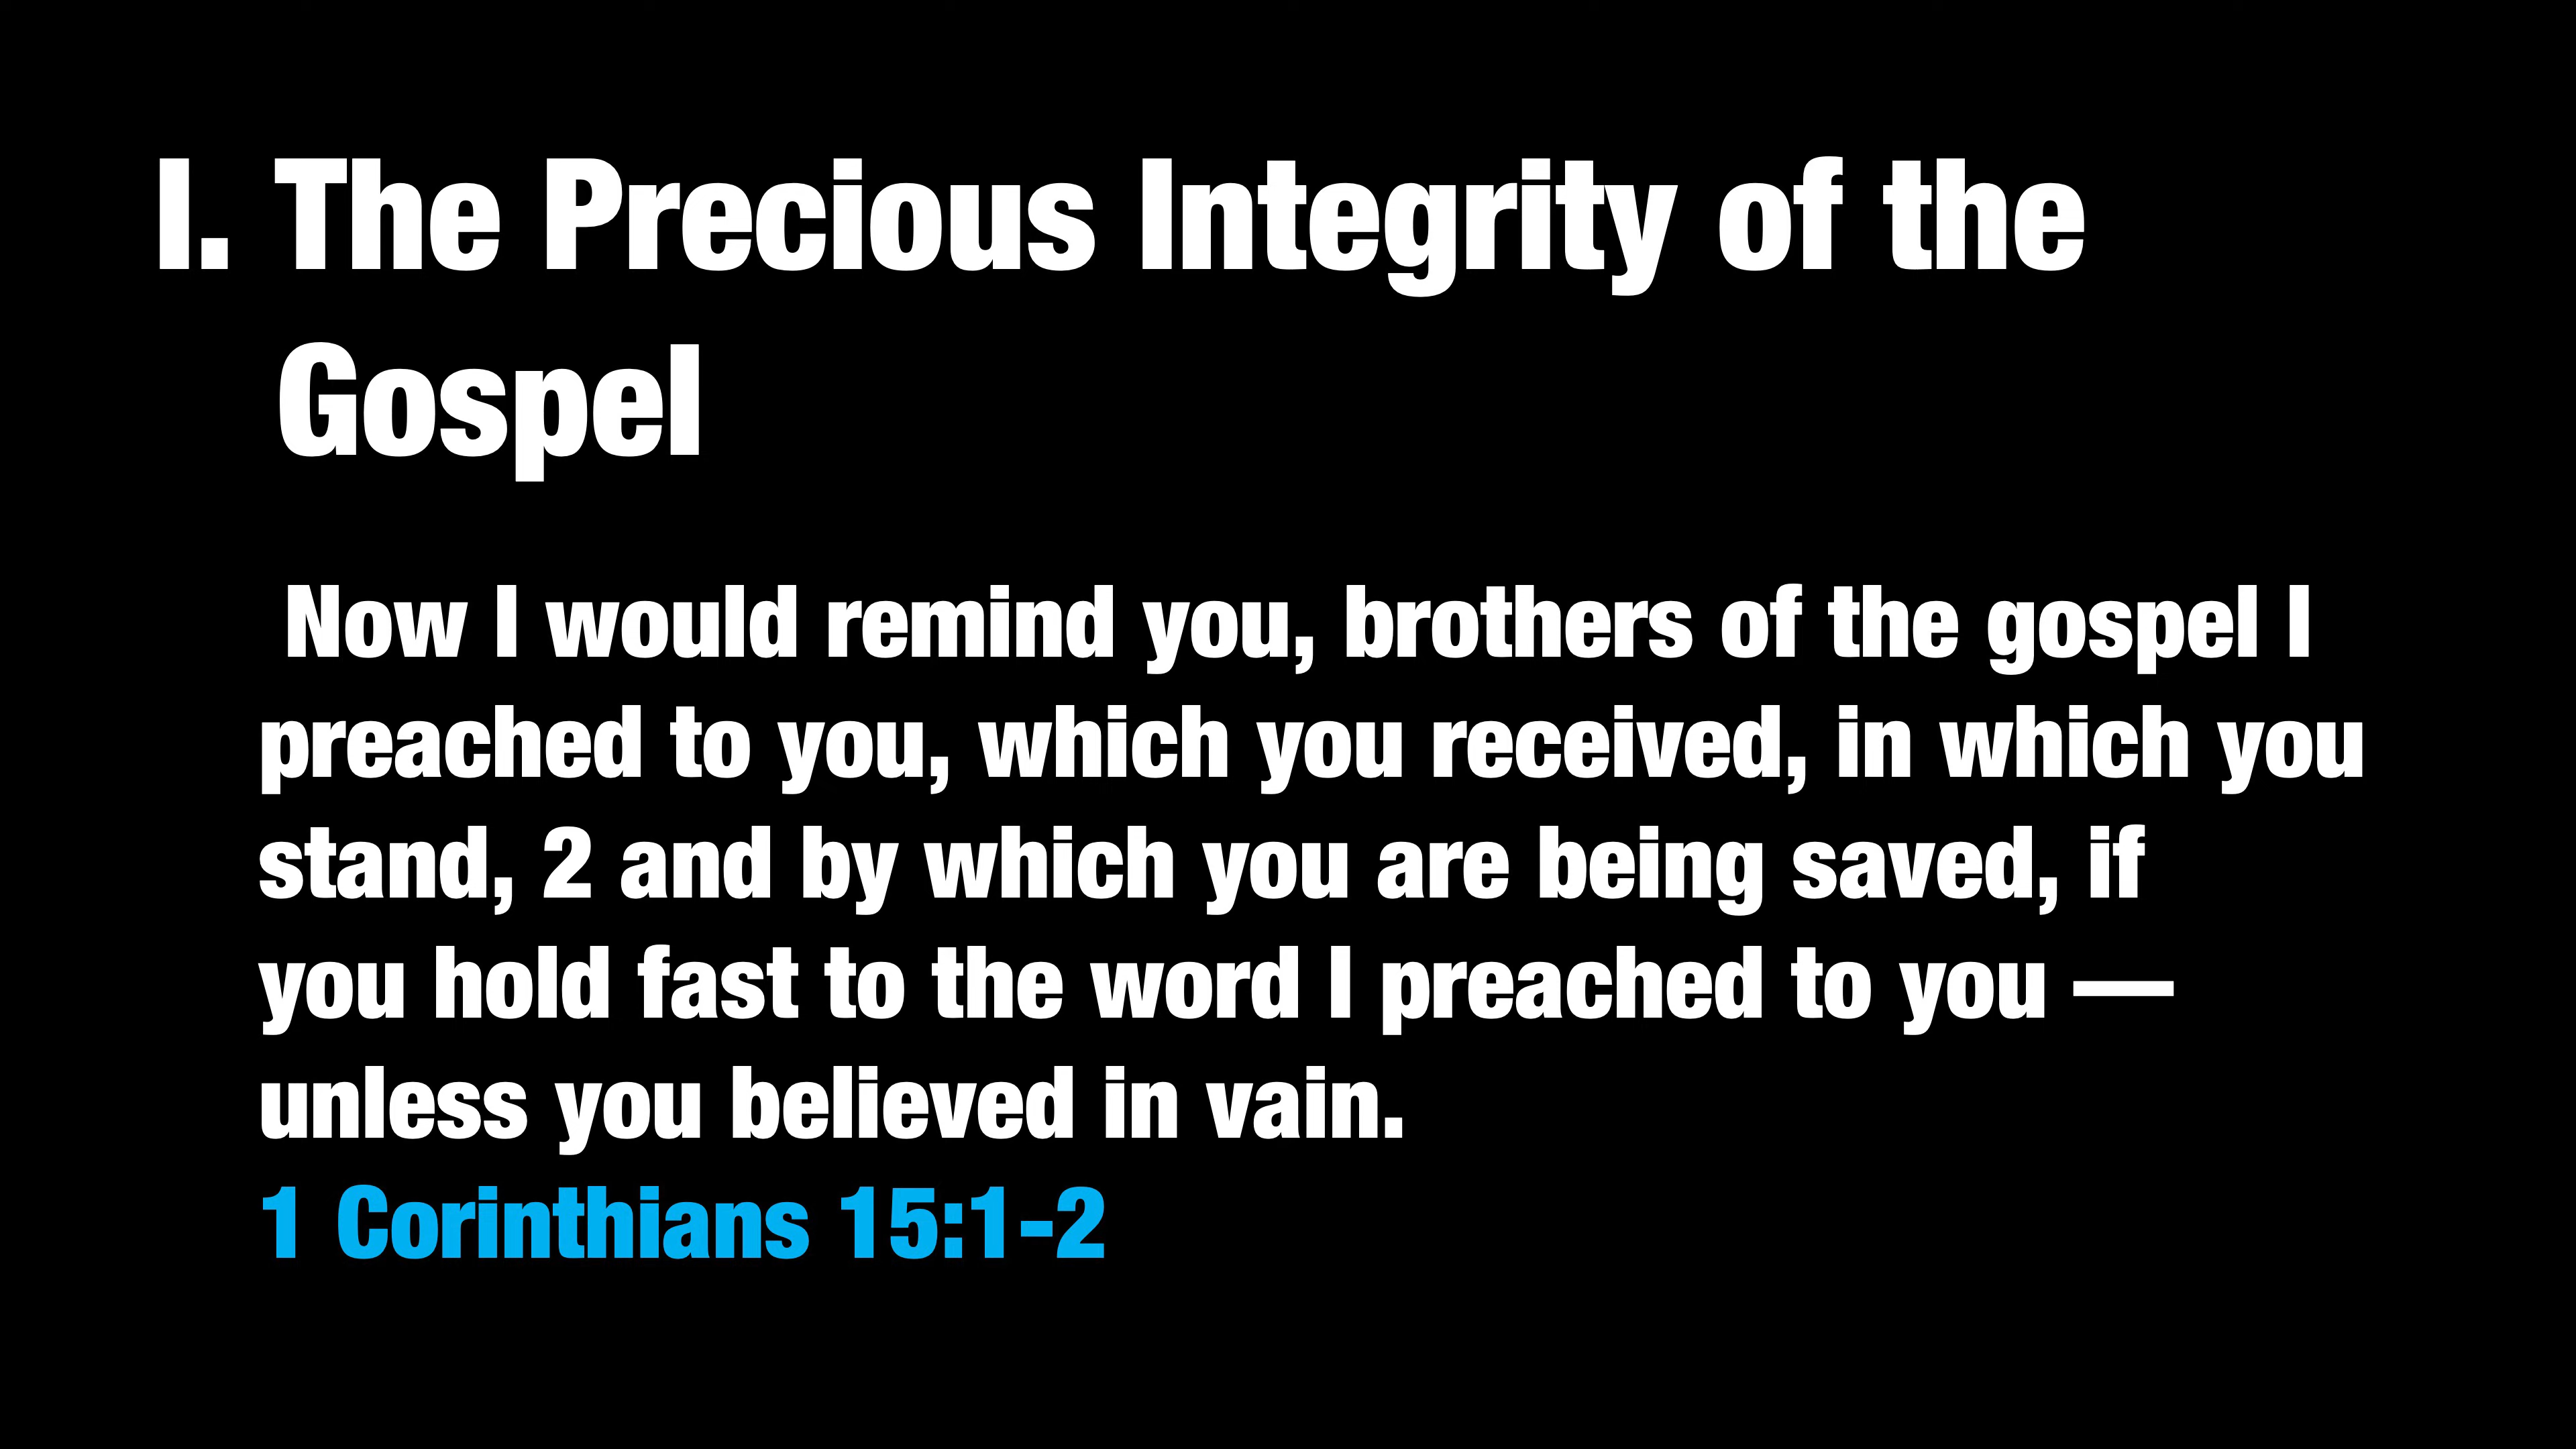 I. The Precious Integrity of the
Gospel
Now I would remind you, brothers of the gospel I
preached to you, which you received, in which you
stand, 2 and by which you are being saved, if
you hold fast to the word I preached to you —
unless you believed in vain.
1 Corinthians 15:1-2